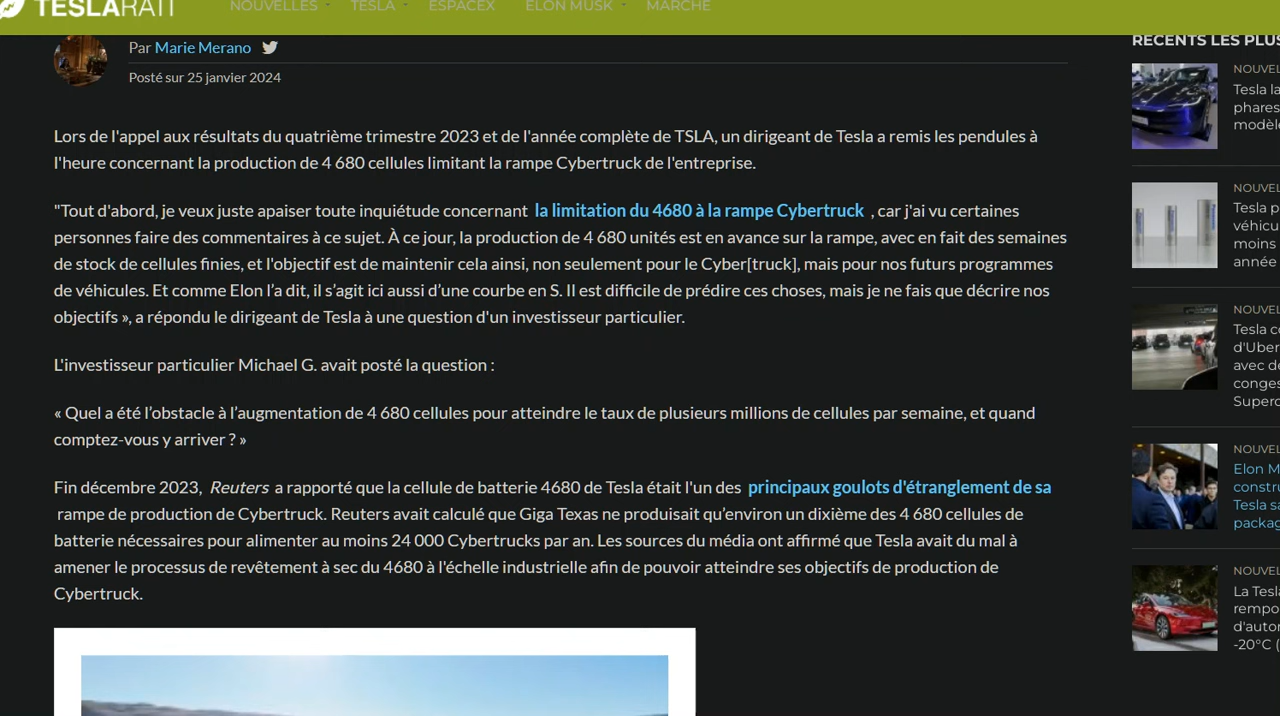 TESLARATI
NOUVELLES TESLA ESPACEX ELON MUSK MARCHÉ
Par Marie Merano
Posté sur 25 janvier 2024
Lors de l'appel aux résultats du quatrième trimestre 2023 et de l'année complète de TSLA, un dirigeant de Tesla a remis les pendules à
l'heure concernant la production de 4 680 cellules limitant la rampe Cybertruck de l'entreprise.
"Tout d'abord, je veux juste apaiser toute inquiétude concernant la limitation du 4680 à la rampe Cybertruck , car j'ai vu certaines
personnes faire des commentaires à ce sujet. À ce jour, la production de 4 680 unités est en avance sur la rampe, avec en fait des semaines
de stock de cellules finies, et l'objectif est de maintenir cela ainsi, non seulement pour le Cyber[truck], mais pour nos futurs programmes
de véhicules. Et comme Elon l’a dit, il s’agit ici aussi d’une courbe en S. Il est difficile de prédire ces choses, mais je ne fais que décrire nos
objectifs », a répondu le dirigeant de Tesla à une question d'un investisseur particulier.
L'investisseur particulier Michael G. avait posté la question :
« Quel a été l’obstacle à l’augmentation de 4 680 cellules pour atteindre le taux de plusieurs millions de cellules par semaine, et quand
comptez-vous y arriver ? »
Fin décembre 2023, Reuters a rapporté que la cellule de batterie 4680 de Tesla était l'un des principaux goulots d'étranglement de sa
rampe de production de Cybertruck. Reuters avait calculé que Giga Texas ne produisait qu’environ un dixième des 4 680 cellules de
batterie nécessaires pour alimenter au moins 24 000 Cybertrucks par an. Les sources du média ont affirmé que Tesla avait du mal à
amener le processus de revêtement à sec du 4680 à l'échelle industrielle afin de pouvoir atteindre ses objectifs de production de
Cybertruck.
RÉCENTS LES PLUS
NOUVEL
Tesla la
phares
modèle
NOUVEL
Tesla p
véhicu
moins
année
NOUVEL
Tesla co
d'Uber
avec de
conges
Superc
NOUVEL
Elon M
constru
Tesla sa
packag
NOUVEL
La Tesla
rempo
d'autor
-20°C (